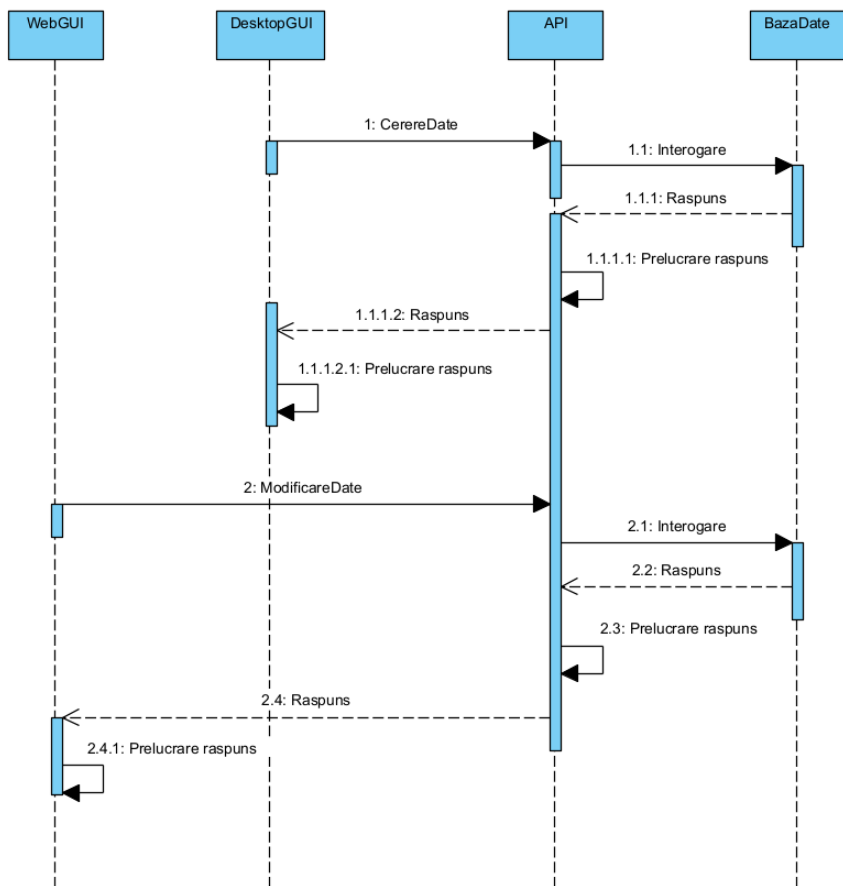 WebGUI
DesktopGUI
API
BazaDate
1: CerereDate
1.1: Interogare
1.1.1: Raspuns
1.1.1.1: Prelucrare raspuns
1.1.1.2: Raspuns
1.1.1.2.1: Prelucrare raspuns
2: ModificareDate
2.1: Interogare
2.2: Raspuns
2.3: Prelucrare raspuns
2.4: Raspuns
2.4.1: Prelucrare raspuns